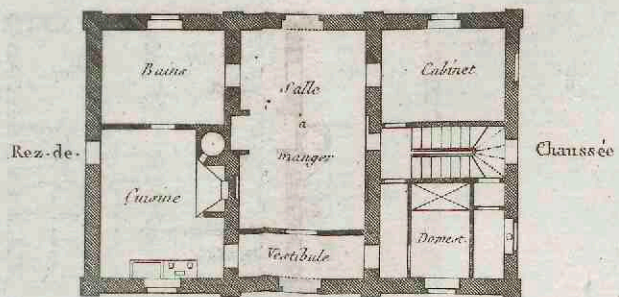 Bains
Salle
à
manger
Cabinet
Rez-de-
Chaussée
Cuisine
Vestibule
Domest.